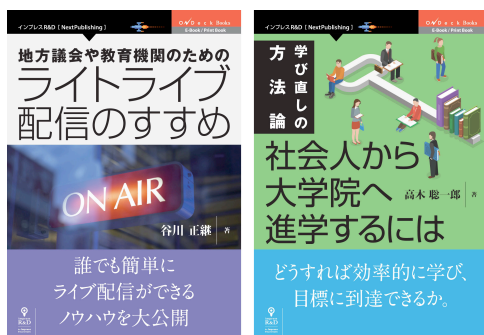 インプレスR&D [NextPublishing]
OnDeck Books
E-Book / Print Book
地方議会や教育機関のための
ライトライブ
配信のすすめ
ON AIR
谷川 正継 著
誰でも簡単に
ライブ配信ができる
ノウハウを大公開
インプレスR&D [NextPublishing]
OnDeck Books
E-Book / Print Book
学び直しの
方法論
社会人から
大学院へ
進学するには
高木 聡一郎 著
どうすれば効率的に学び、
目標に到達できるか。